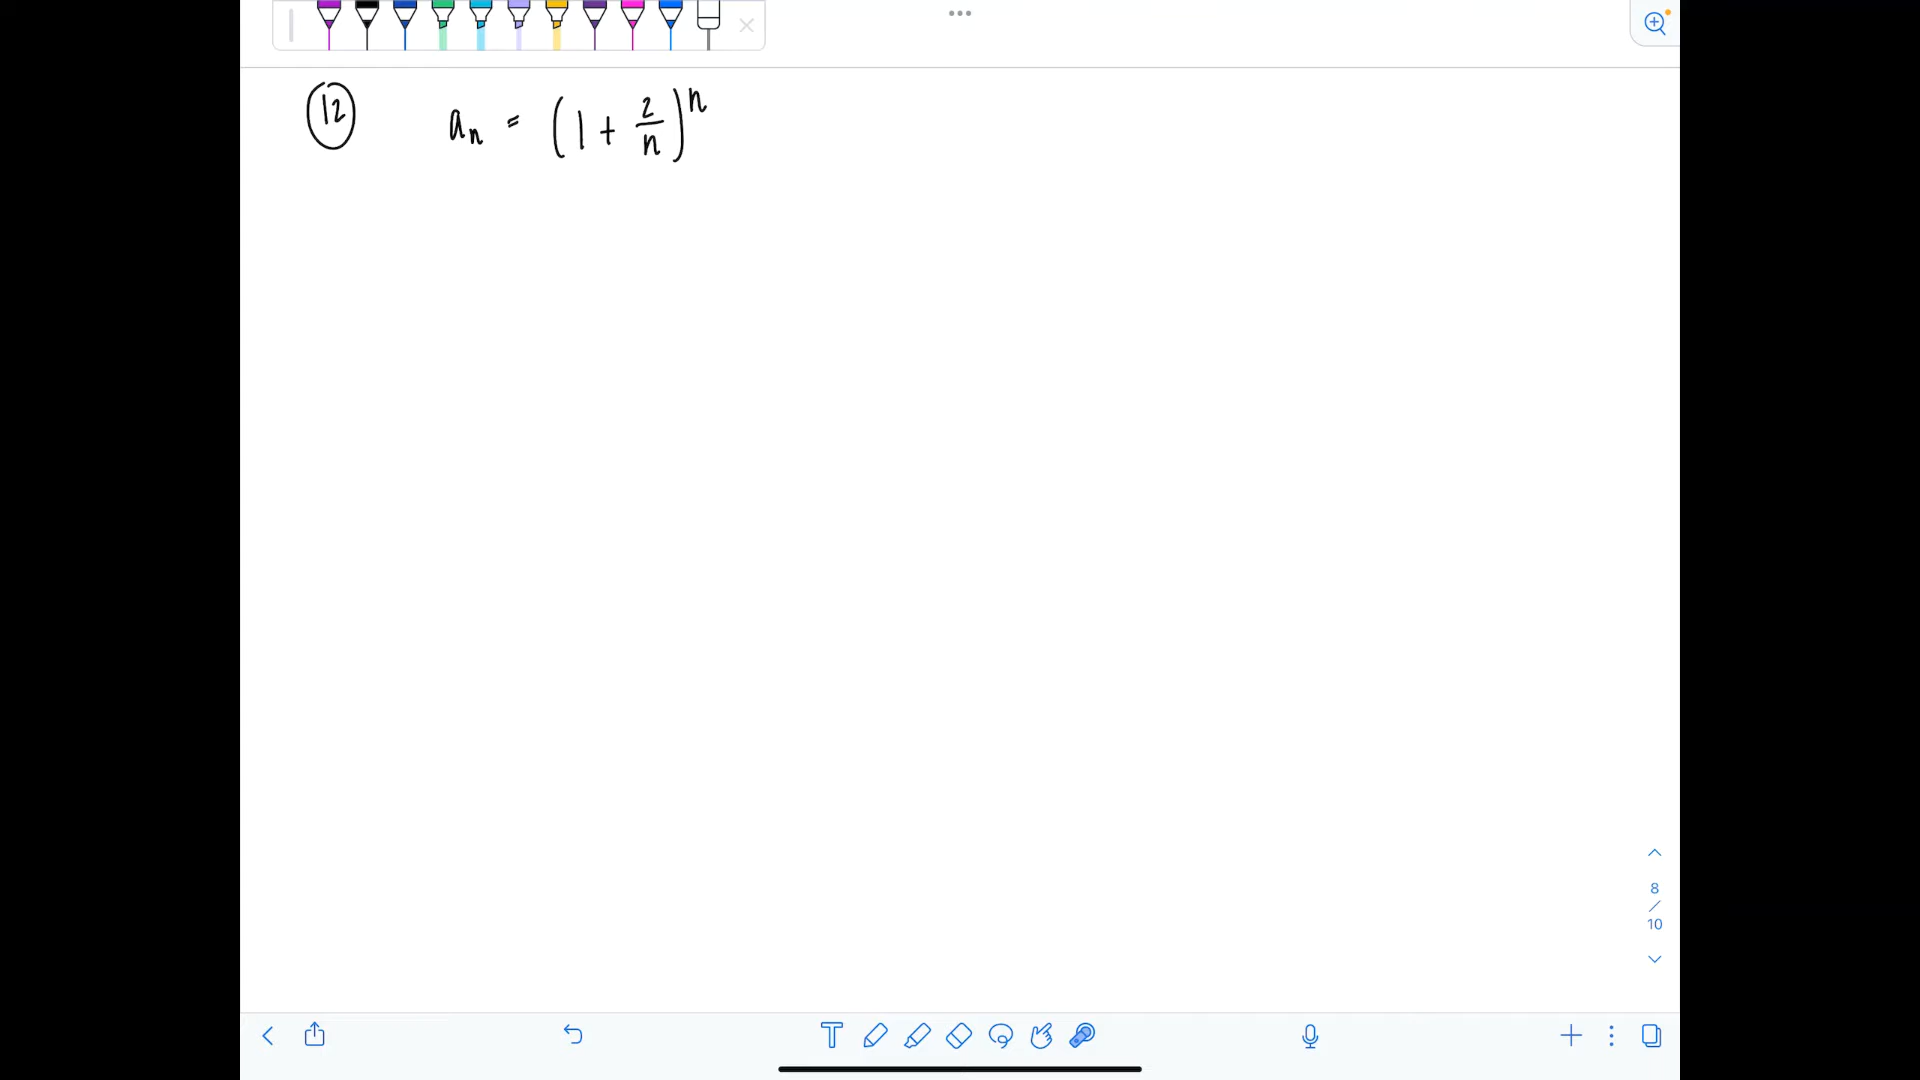 12 aₙ = (1 + 2/n)ⁿ
8
/
10